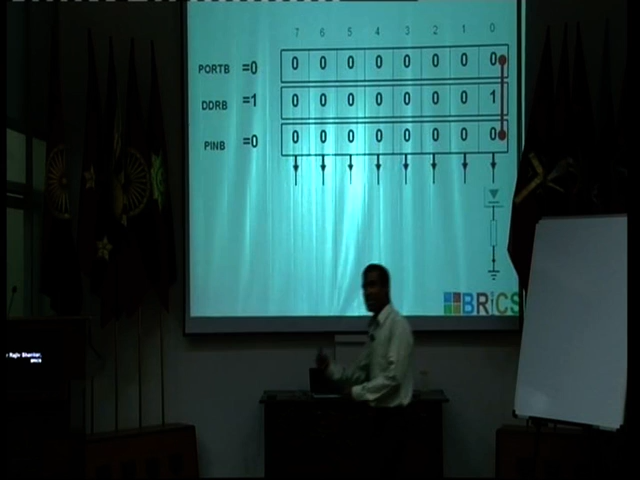 7 6 5 4 3 2 1 0
PORTB =0 0 0 0 0 0 0 0 0
DDRB =1 0 0 0 0 0 0 0 1
PINB =0 0 0 0 0 0 0 0 0
BRiCS